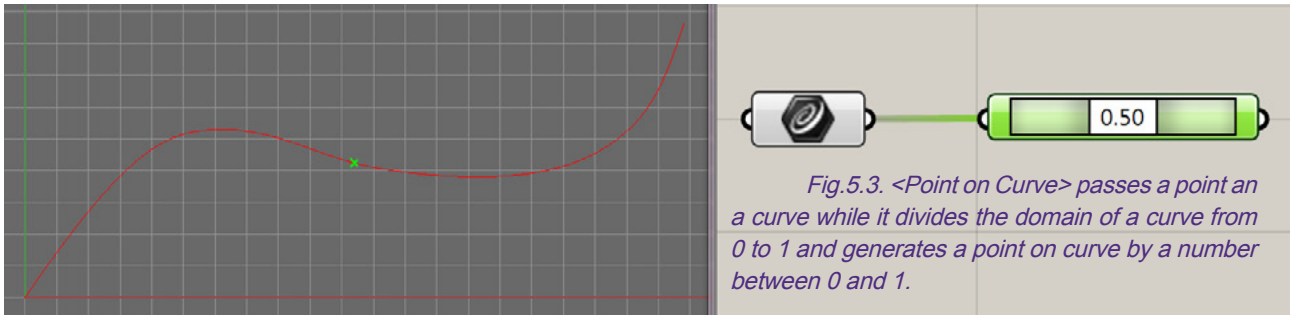 0.50
Fig.5.3. <Point on Curve> passes a point an
a curve while it divides the domain of a curve from
0 to 1 and generates a point on curve by a number
between 0 and 1.